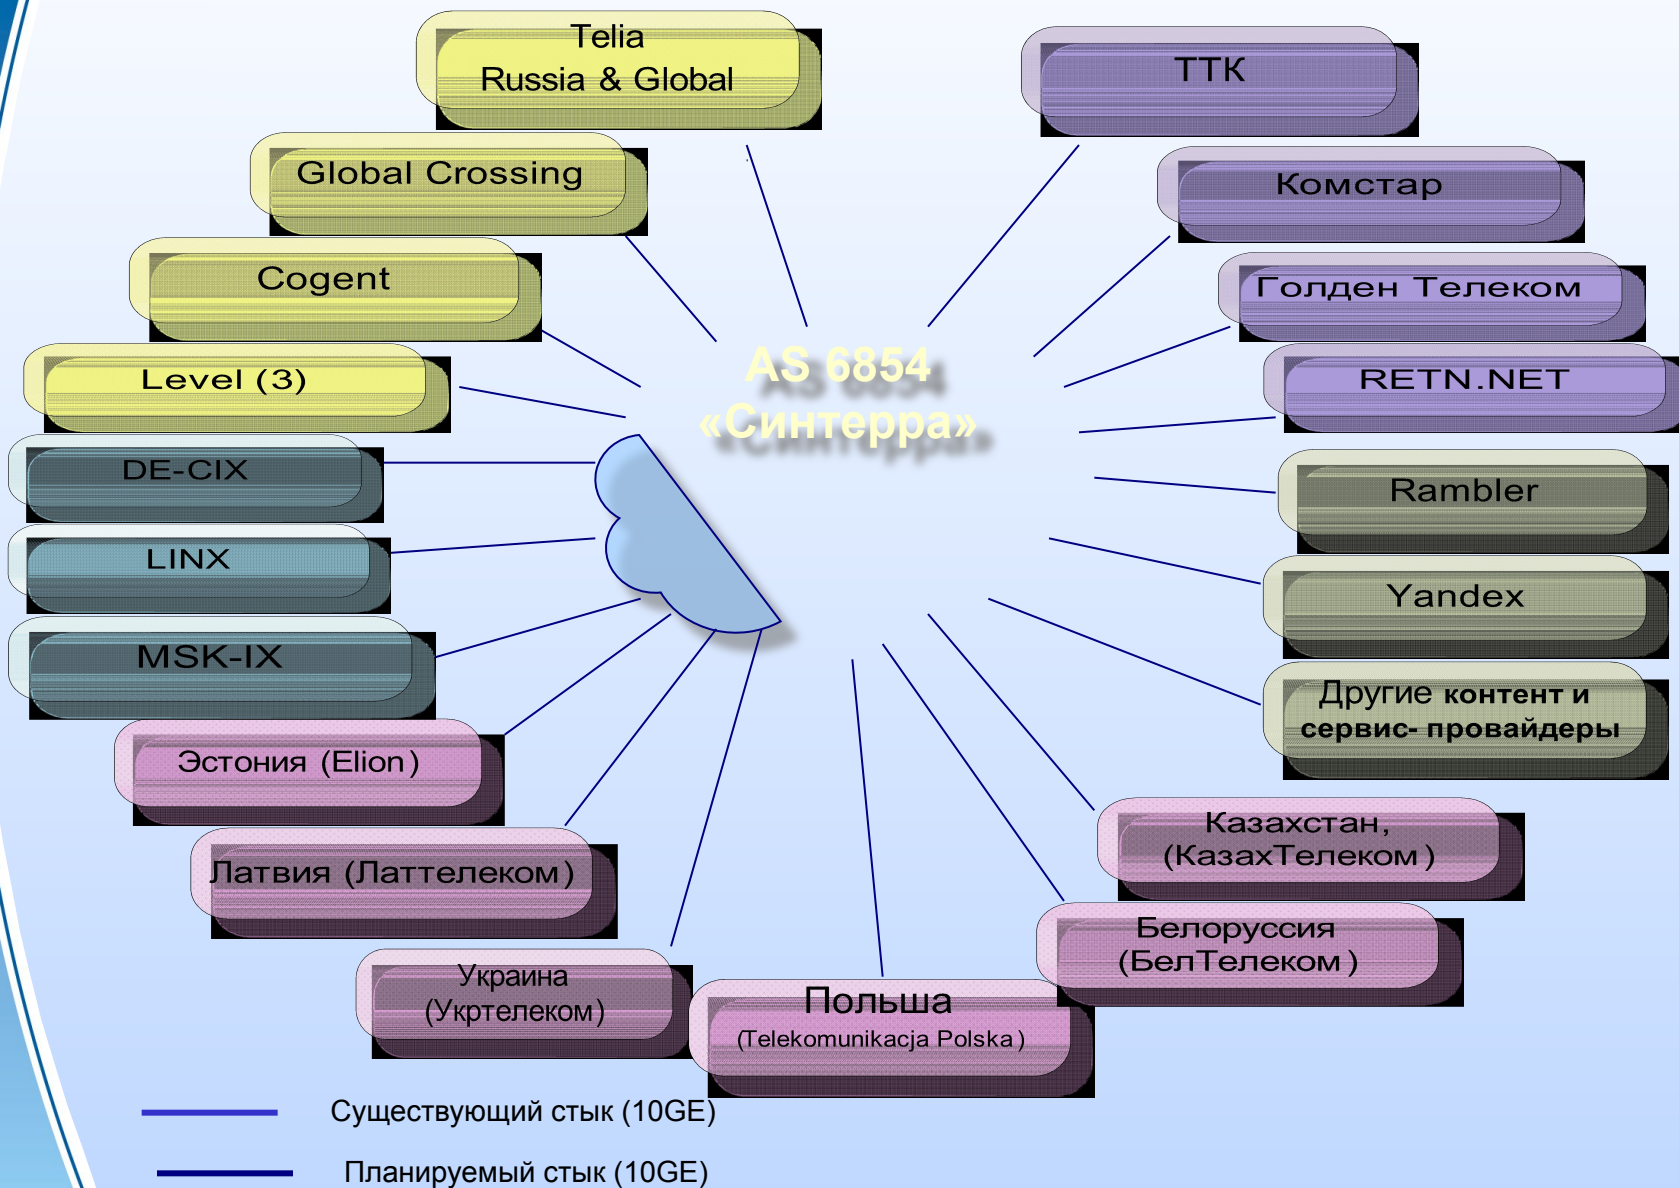 Telia
Russia & Global
ТТК
Global Crossing
Комстар
Cogent
Голден Телеком
AS 6854
«Синтерра»
Level (3)
RETN.NET
DE-CIX
Rambler
LINX
Yandex
MSK-IX
Другие контент и
сервис- провайдеры
Эстония (Elion)
Казахстан,
(КазахТелеком)
Латвия (Латтелеком)
Белоруссия
(БелТелеком)
Украина
(Укртелеком)
Польша
(Telekomunikacja Polska)
Существующий стык (10GE)
Планируемый стык (10GE)